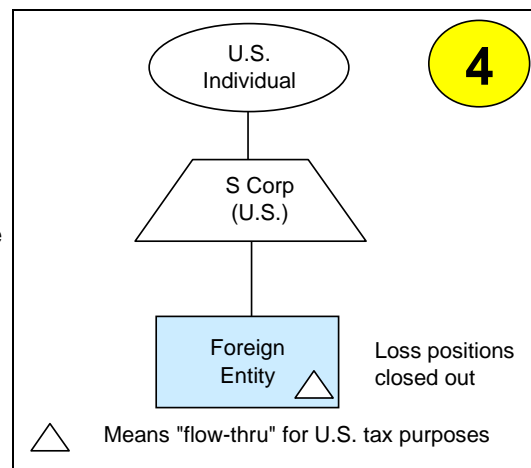 U.S.
Individual
4
S Corp
(U.S.)
e
Foreign
Entity
Loss positions
closed out
Means "flow-thru" for U.S. tax purposes